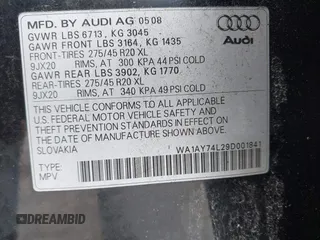 MFD. BY AUDI AG 05 08
GVWR LBS 6713, KG 3045
GAWR FRONT LBS 3164, KG 1435
FRONT-TIRES 275/45 R20 XL
9JX20 RIMS, AT 300 KPA 44 PSI COLD
GAWR REAR LBS 3902, KG 1770
REAR-TIRES 275/45 R20 XL
9JX20 RIMS, AT 340 KPA 49 PSI COLD
THIS VEHICLE CONFORMS TO ALL APPLICABLE
U.S. FEDERAL MOTOR VEHICLE SAFETY AND
THEFT PREVENTION STANDARDS IN EFFECT ON
THE DATE OF MANUFACTURE SHOWN ABOVE.
SLOVAKIA WA1AY74L29D001841
TYPE:
MPV
Audi
DREAMBID